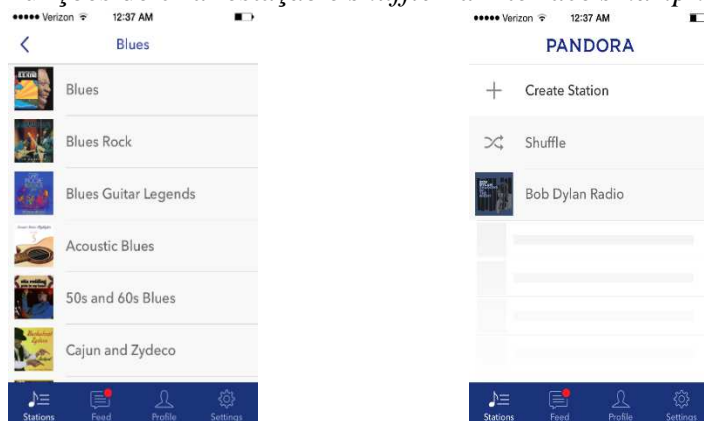 Verizon 12:37 AM
Blues
Blues
Blues Rock
Blues Guitar Legends
Acoustic Blues
50s and 60s Blues
Cajun and Zydeco
Stations Feed Profile Settings
Verizon 12:37 AM
PANDORA
Create Station
Shuffle
Bob Dylan Radio
Stations Feed Profile Settings